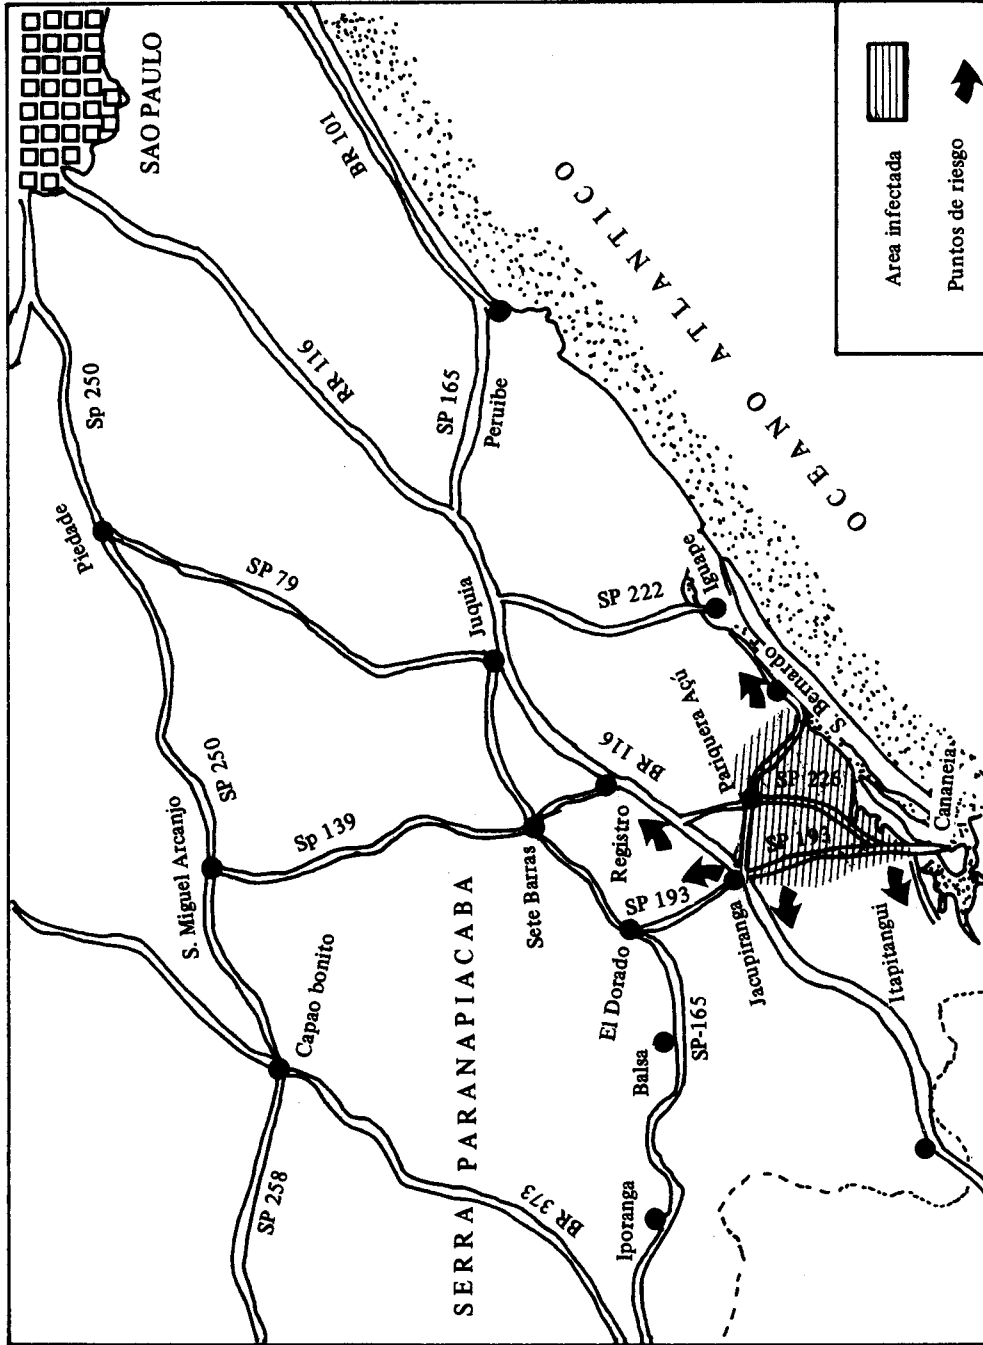 SAO PAULO
BR 101
Sp 250
RR 116
SP 165
Peruibe
Piedade
SP 79
Juquia
SP 222
Iguape
OCEANO ATLANTICO
SP 250
S. Miguel Arcanjo
Sp 139
Sete Barras
Registro
BR 116
Pariquera Açú
S. Bernardo
SP 226
SP 193
Cananeia
Capao bonito
SERRA PARANAPIACABA
El Dorado
SP 193
Jacupiranga
Itapitangui
Balsa
SP-165
SP 258
BR 373
Iporanga
Area infectada
Puntos de riesgo